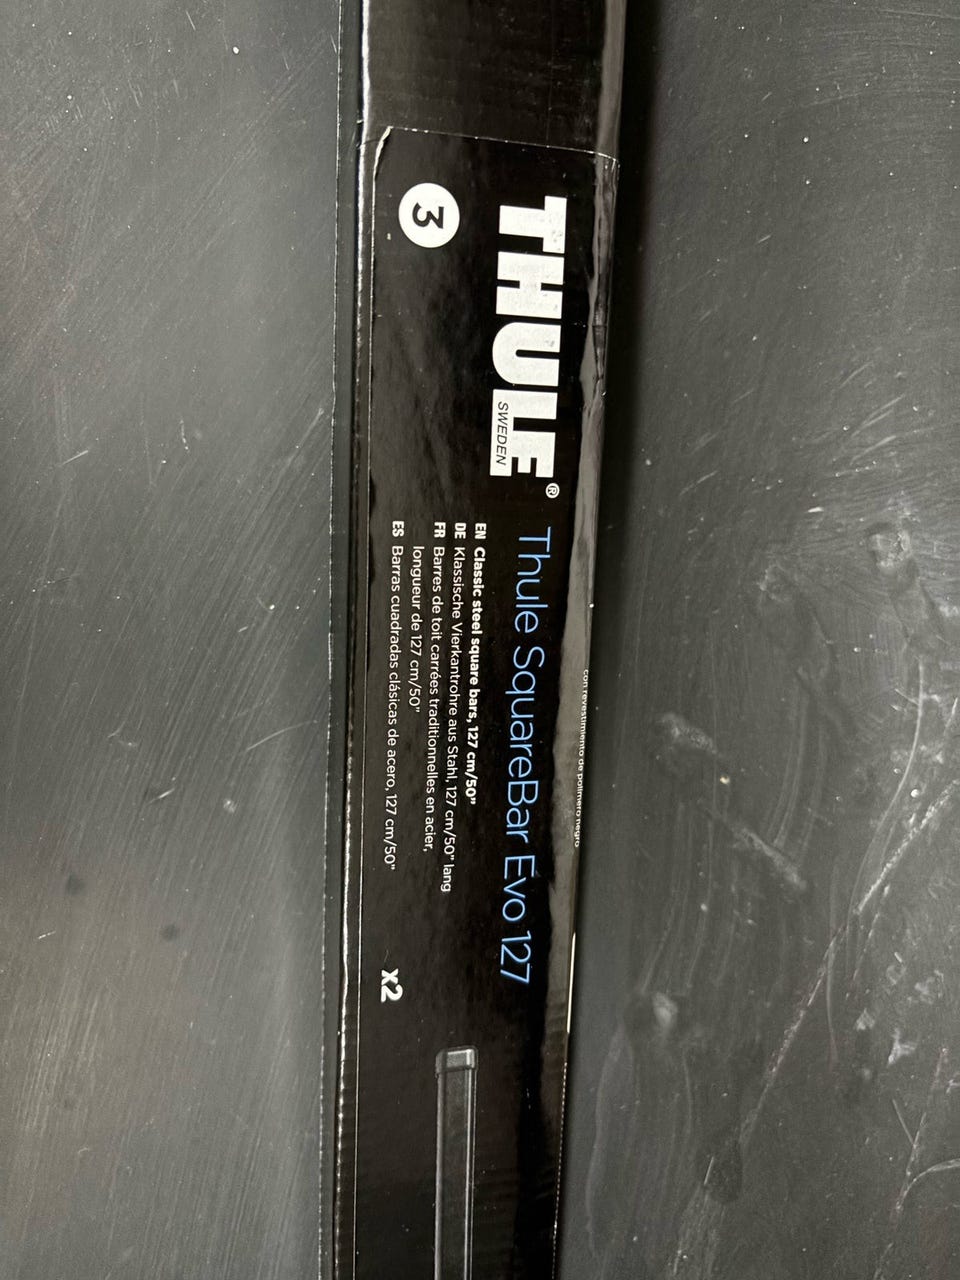 con revestimiento de polímero negro
THULE®
SWEDEN
3
Thule SquareBar Evo 127
EN Classic steel square bars, 127 cm/50"
DE Klassische Vierkantrohre aus Stahl, 127 cm/50" lang
FR Barres de toit carrées traditionnelles en acier,
longueur de 127 cm/50"
ES Barras cuadradas clásicas de acero, 127 cm/50"
x2